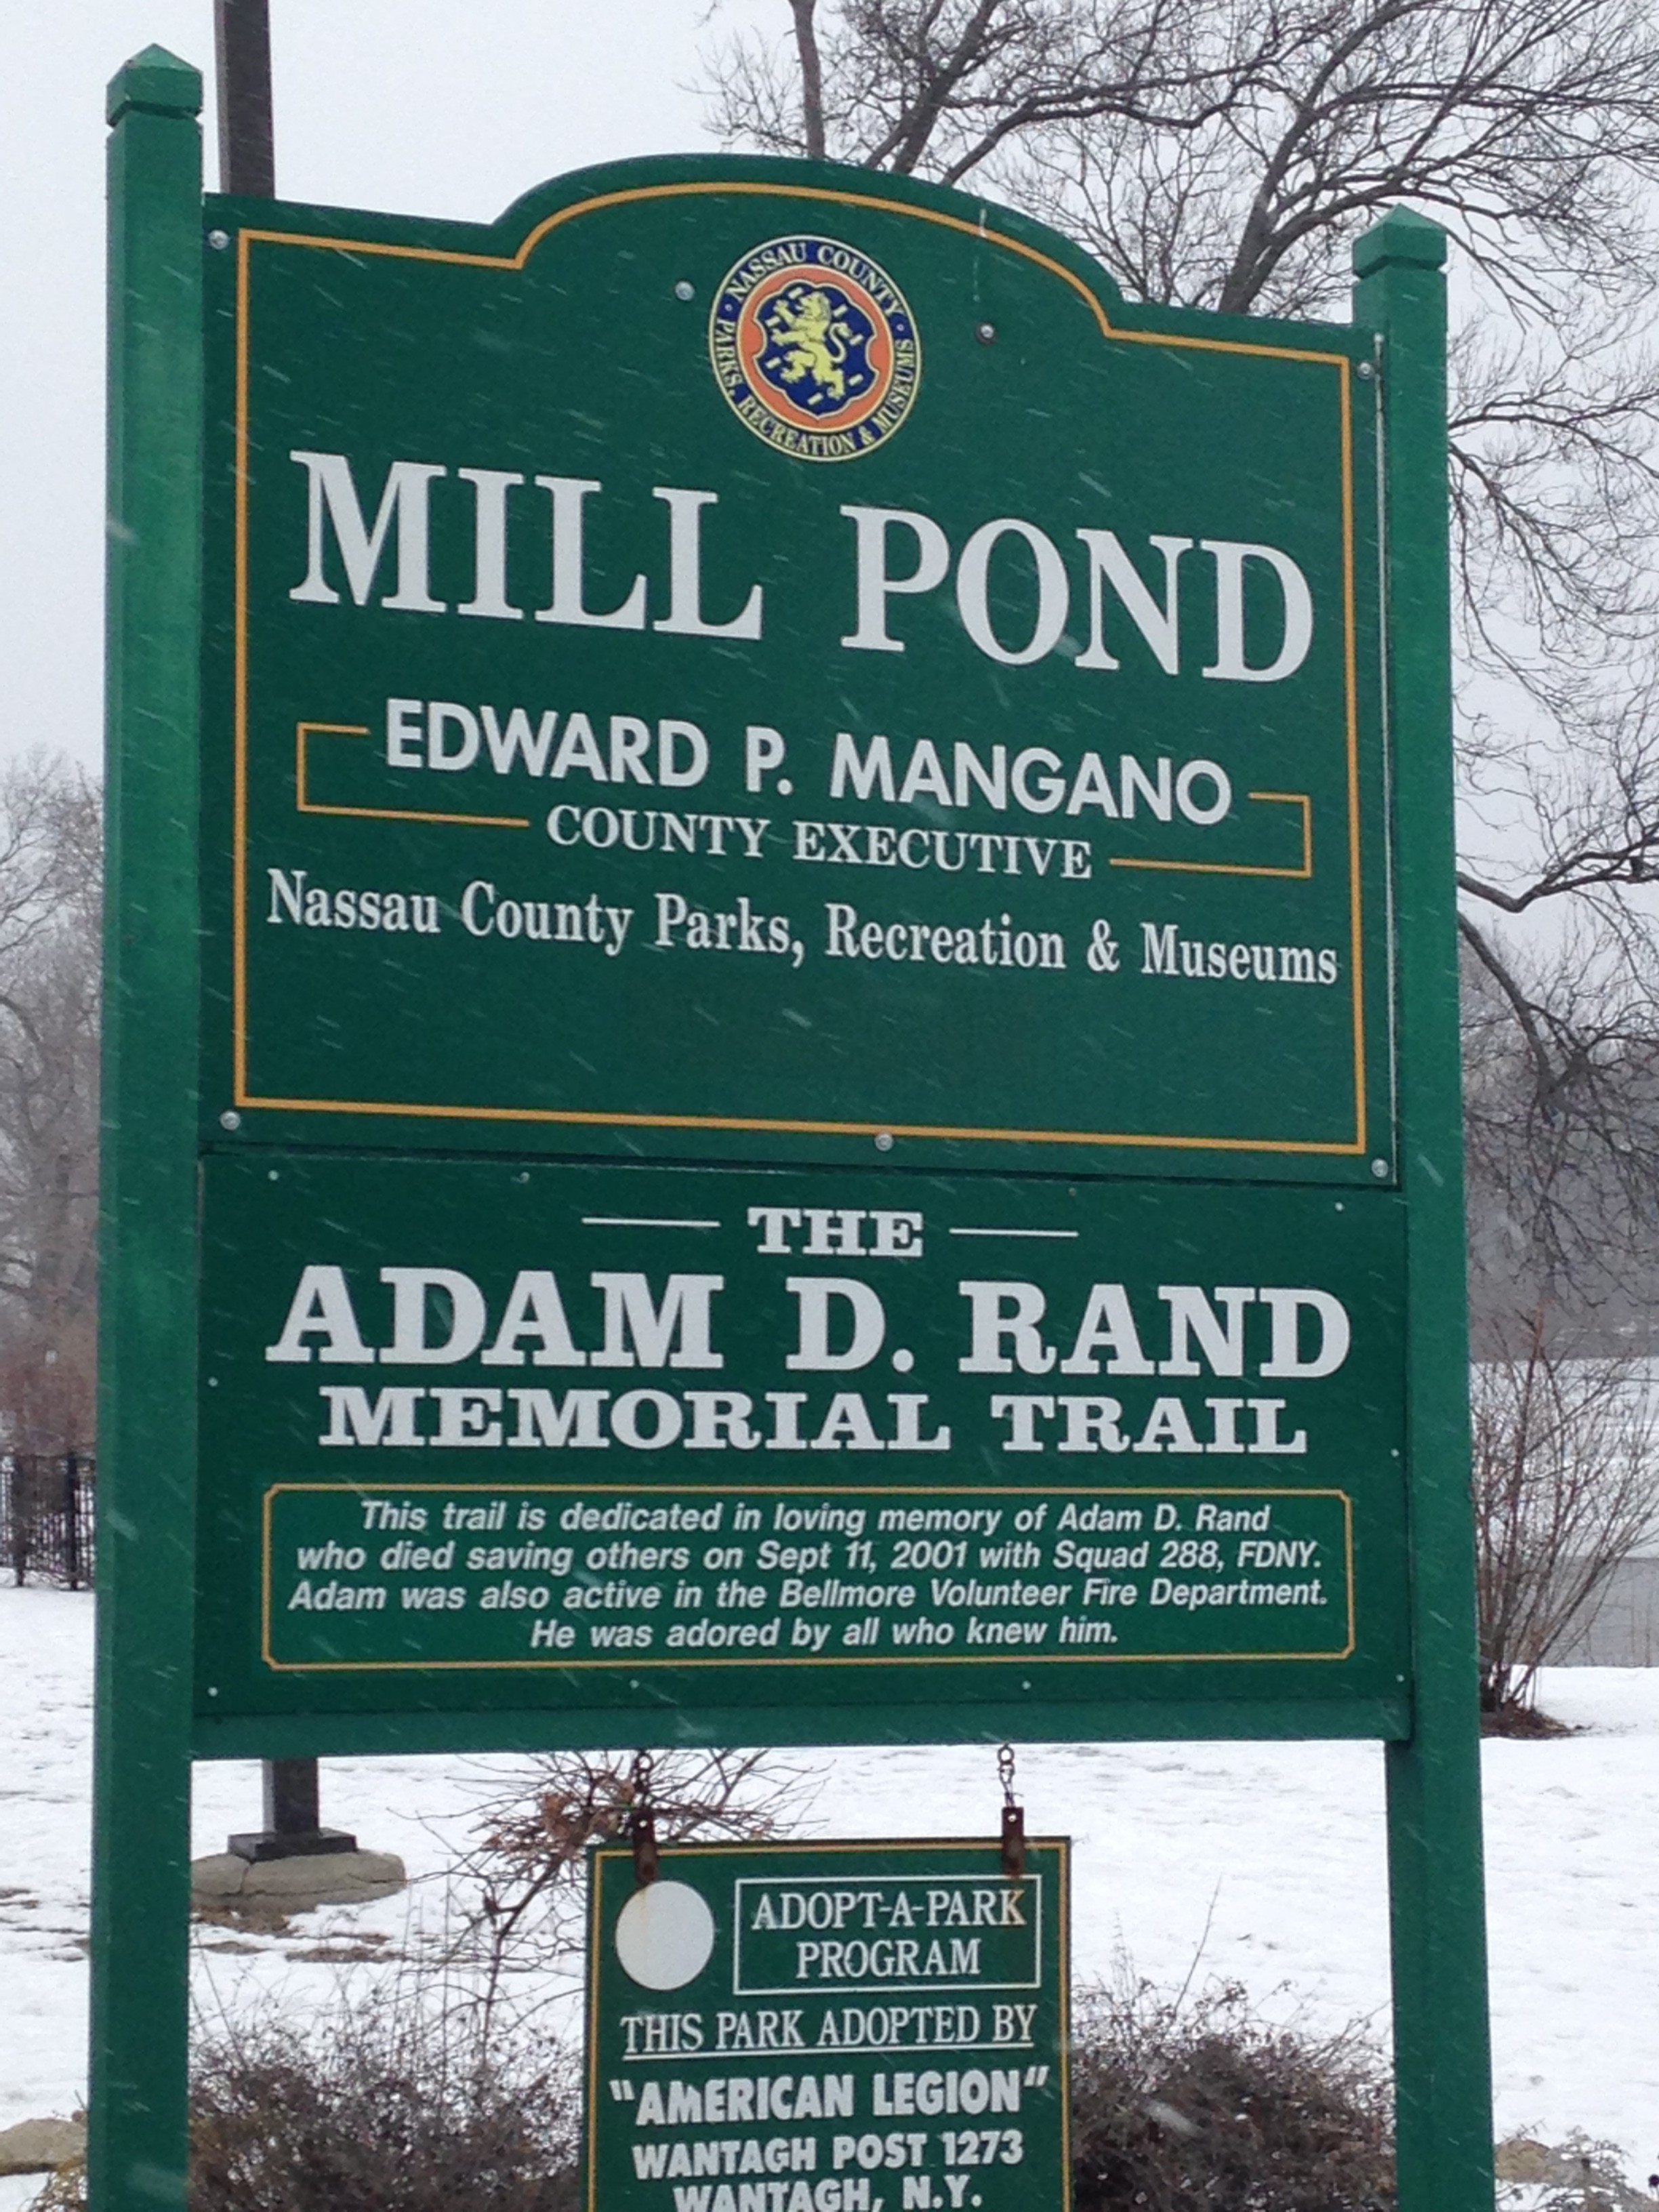 NASSAU COUNTY
PARKS, RECREATION & MUSEUMS
MILL POND
EDWARD P. MANGANO
COUNTY EXECUTIVE
Nassau County Parks, Recreation & Museums
THE
ADAM D. RAND
MEMORIAL TRAIL
This trail is dedicated in loving memory of Adam D. Rand
who died saving others on Sept 11, 2001 with Squad 288, FDNY.
Adam was also active in the Bellmore Volunteer Fire Department.
He was adored by all who knew him.
ADOPT-A-PARK
PROGRAM
THIS PARK ADOPTED BY
"AMERICAN LEGION"
WANTAGH POST 1273
WANTAGH, N.Y.